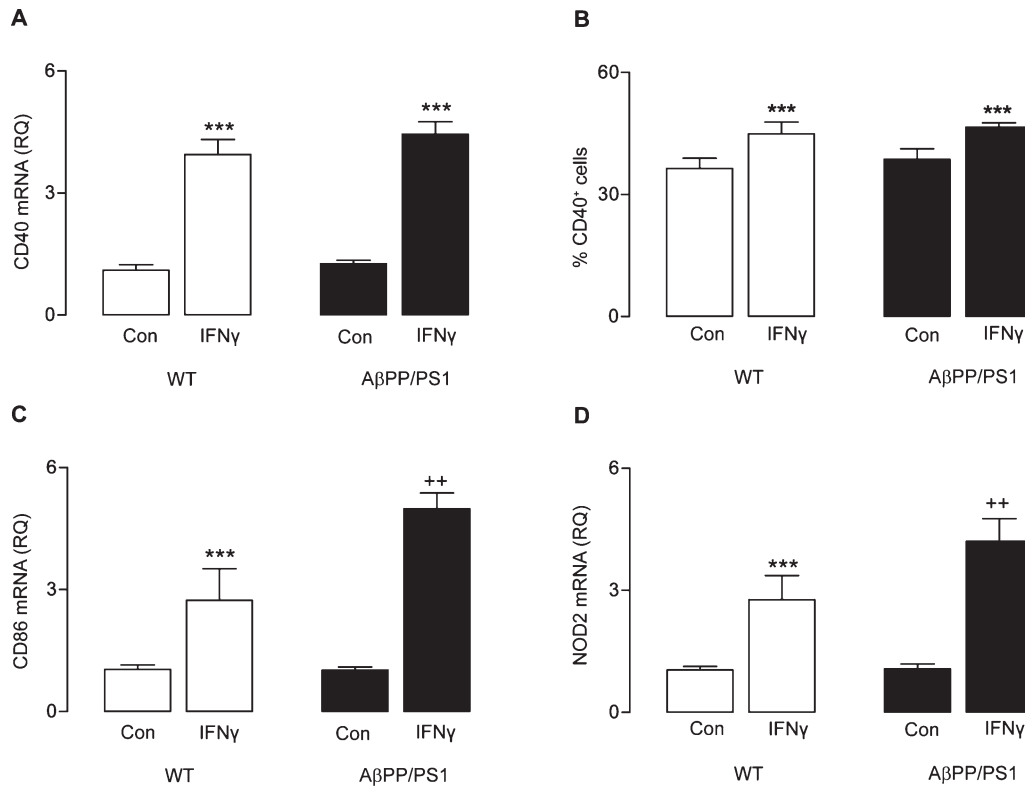 A
CD40 mRNA (RQ)
6
3
0
***
***
Con
IFNγ
Con
IFNγ
WT
AβPP/PS1
B
% CD40⁺ cells
60
30
0
***
***
Con
IFNγ
Con
IFNγ
WT
AβPP/PS1
C
CD86 mRNA (RQ)
6
3
0
***
++
Con
IFNγ
Con
IFNγ
WT
AβPP/PS1
D
NOD2 mRNA (RQ)
6
3
0
***
++
Con
IFNγ
Con
IFNγ
WT
AβPP/PS1